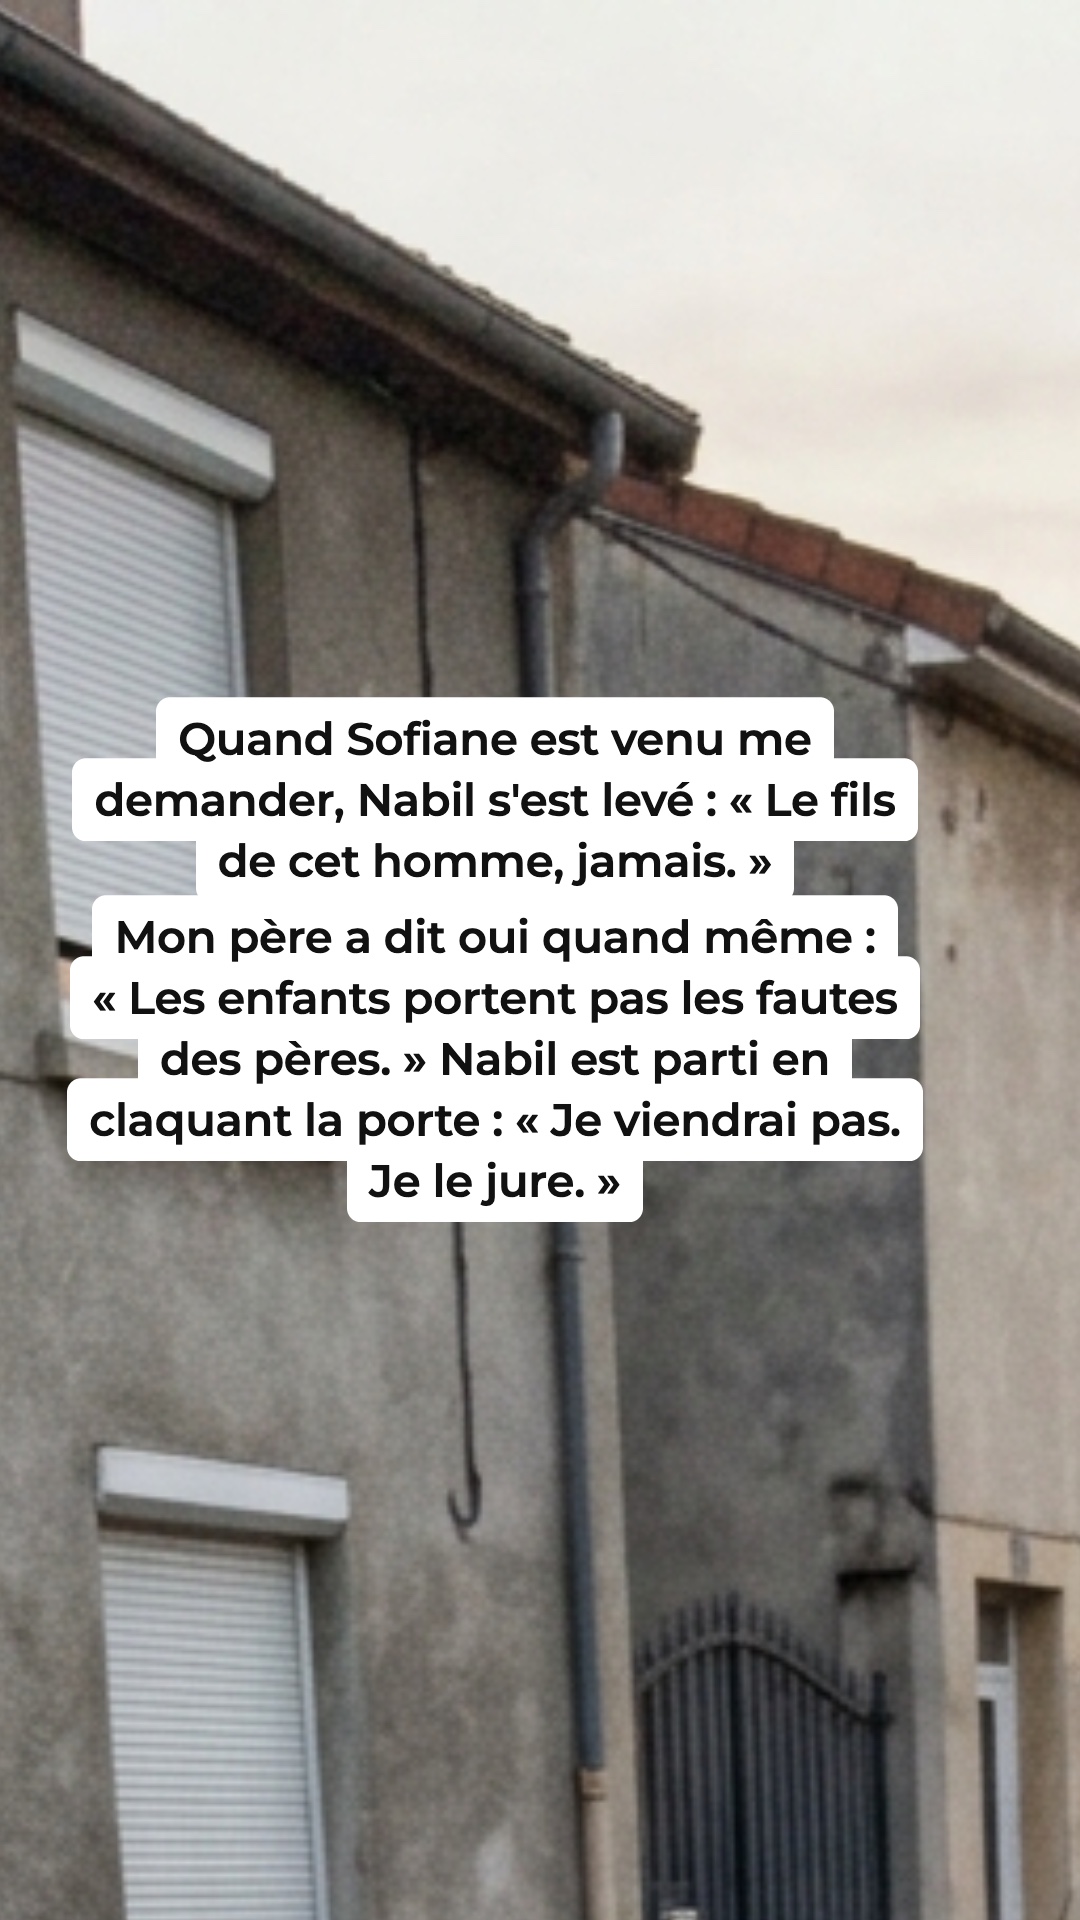 Quand Sofiane est venu me
demander, Nabil s'est levé : « Le fils
de cet homme, jamais. »
Mon père a dit oui quand même :
« Les enfants portent pas les fautes
des pères. » Nabil est parti en
claquant la porte : « Je viendrai pas.
Je le jure. »